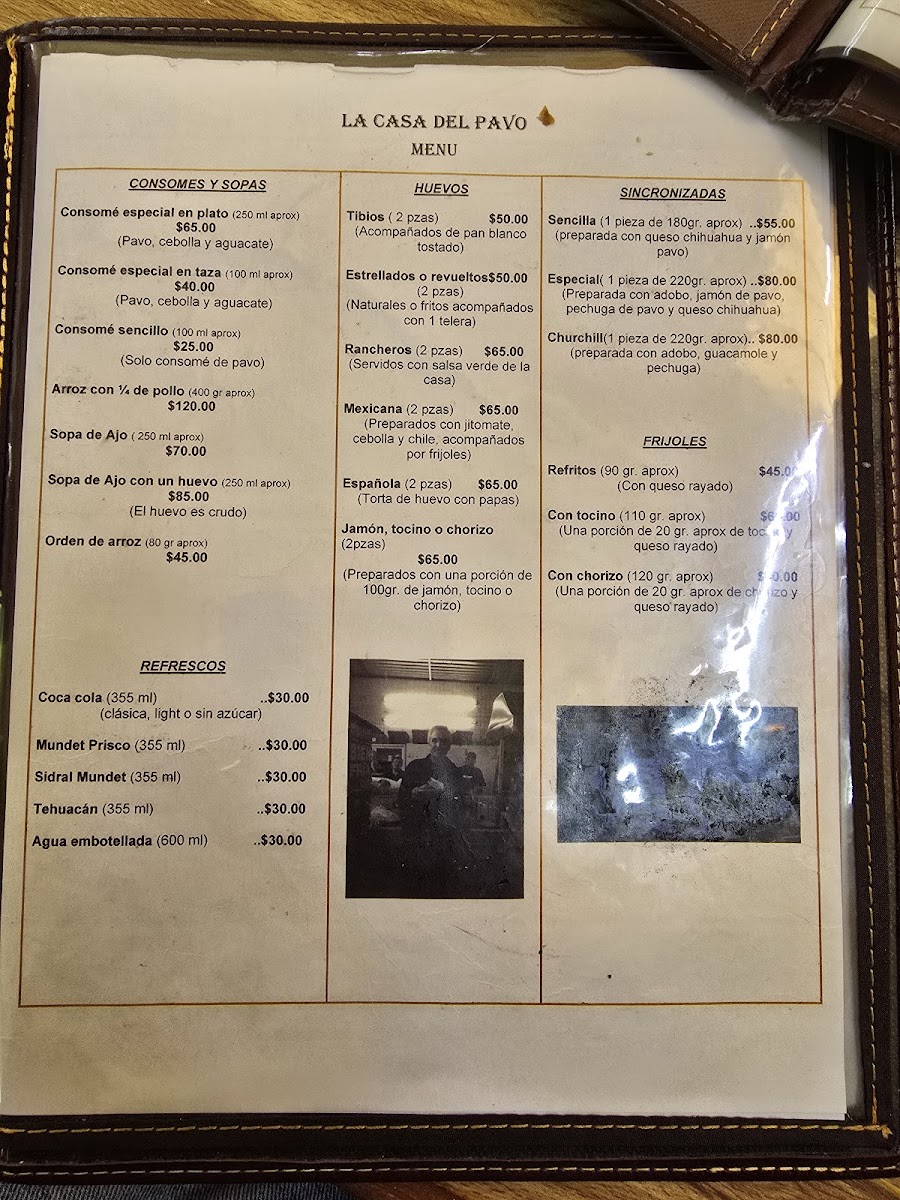 LA CASA DEL PAVO
MENU
CONSOMES Y SOPAS
Consomé especial en plato (250 ml aprox)
$65.00
(Pavo, cebolla y aguacate)
Consomé especial en taza (100 ml aprox)
$40.00
(Pavo, cebolla y aguacate)
Consomé sencillo (100 ml aprox)
$25.00
(Solo consomé de pavo)
Arroz con ¼ de pollo (400 gr aprox)
$120.00
Sopa de Ajo ( 250 ml aprox)
$70.00
Sopa de Ajo con un huevo (250 ml aprox)
$85.00
(El huevo es crudo)
Orden de arroz (80 gr aprox)
$45.00
REFRESCOS
Coca cola (355 ml) ..$30.00
(clásica, light o sin azúcar)
Mundet Prisco (355 ml) ..$30.00
Sidral Mundet (355 ml) ..$30.00
Tehuacán (355 ml) ..$30.00
Agua embotellada (600 ml) ..$30.00
HUEVOS
Tibios ( 2 pzas) $50.00
(Acompañados de pan blanco
tostado)
Estrellados o revueltos$50.00
(2 pzas)
(Naturales o fritos acompañados
con 1 telera)
Rancheros (2 pzas) $65.00
(Servidos con salsa verde de la
casa)
Mexicana (2 pzas) $65.00
(Preparados con jitomate,
cebolla y chile, acompañados
por frijoles)
Española (2 pzas) $65.00
(Torta de huevo con papas)
Jamón, tocino o chorizo
(2pzas)
$65.00
(Preparados con una porción de
100gr. de jamón, tocino o
chorizo)
SINCRONIZADAS
Sencilla (1 pieza de 180gr. aprox) ..$55.00
(preparada con queso chihuahua y jamón
pavo)
Especial( 1 pieza de 220gr. aprox) ..$80.00
(Preparada con adobo, jamón de pavo,
pechuga de pavo y queso chihuahua)
Churchill(1 pieza de 220gr. aprox).. $80.00
(preparada con adobo, guacamole y
pechuga)
FRIJOLES
Refritos (90 gr. aprox) $45.00
(Con queso rayado)
Con tocino (110 gr. aprox)
(Una porción de 20 gr. aprox de tocino y
queso rayado)
Con chorizo (120 gr. aprox)
(Una porción de 20 gr. aprox de chorizo y
queso rayado)